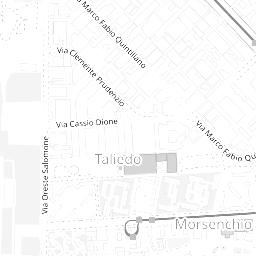 Via Marco Fabio Quintiliano
Via Clemente Prudenzio
Via Cassio Dione
Via Marco Fabio Qu
Via Oreste Salomone
Taliedo
Morsenchio